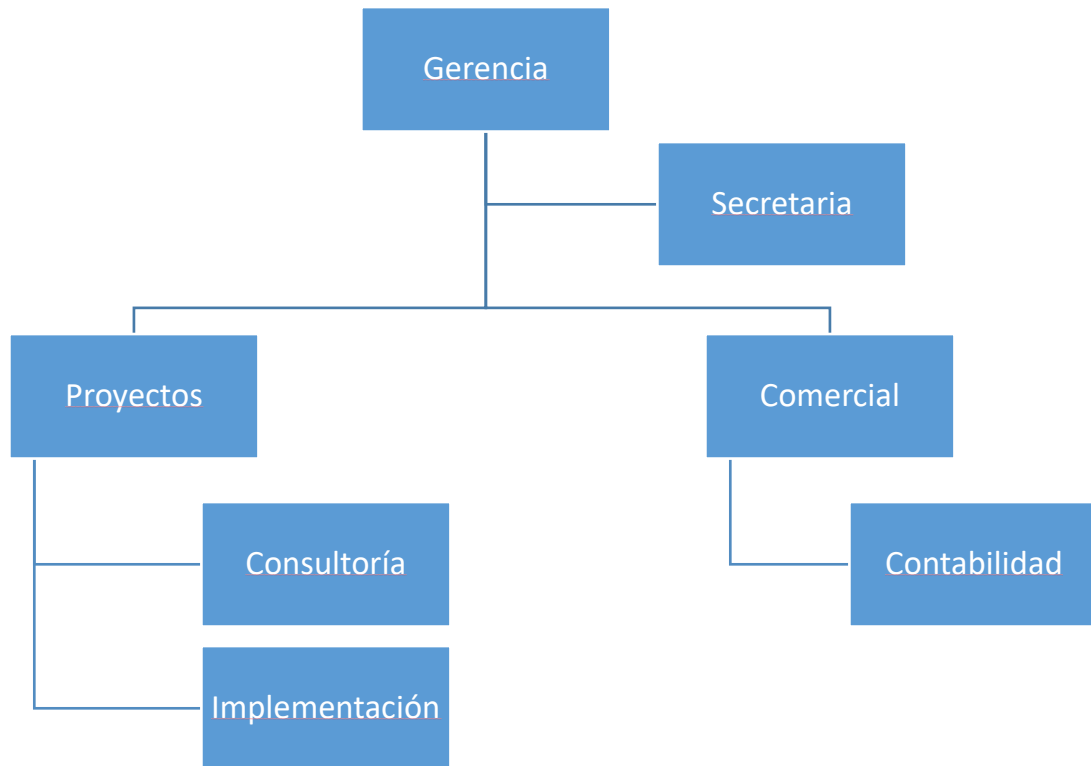 Gerencia
Secretaria
Proyectos
Comercial
Consultoría
Contabilidad
Implementación